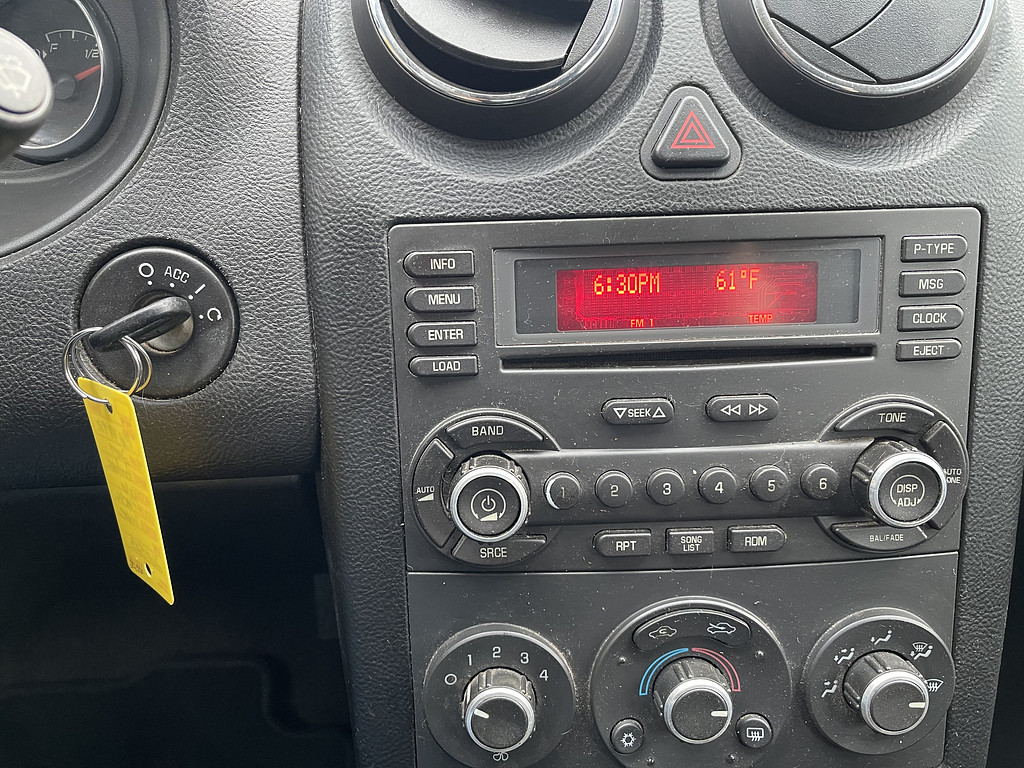 F
1/2
ACC
INFO
MENU
ENTER
LOAD
6:30PM 61°F
FM 1 TEMP
P-TYPE
MSG
CLOCK
EJECT
SEEK
BAND
AUTO
SRCE
1 2 3 4 5 6
TONE
AUTO
TONE
DISP
ADJ
BAL/FADE
RPT
SONG
LIST
RDM
1 2 3 4